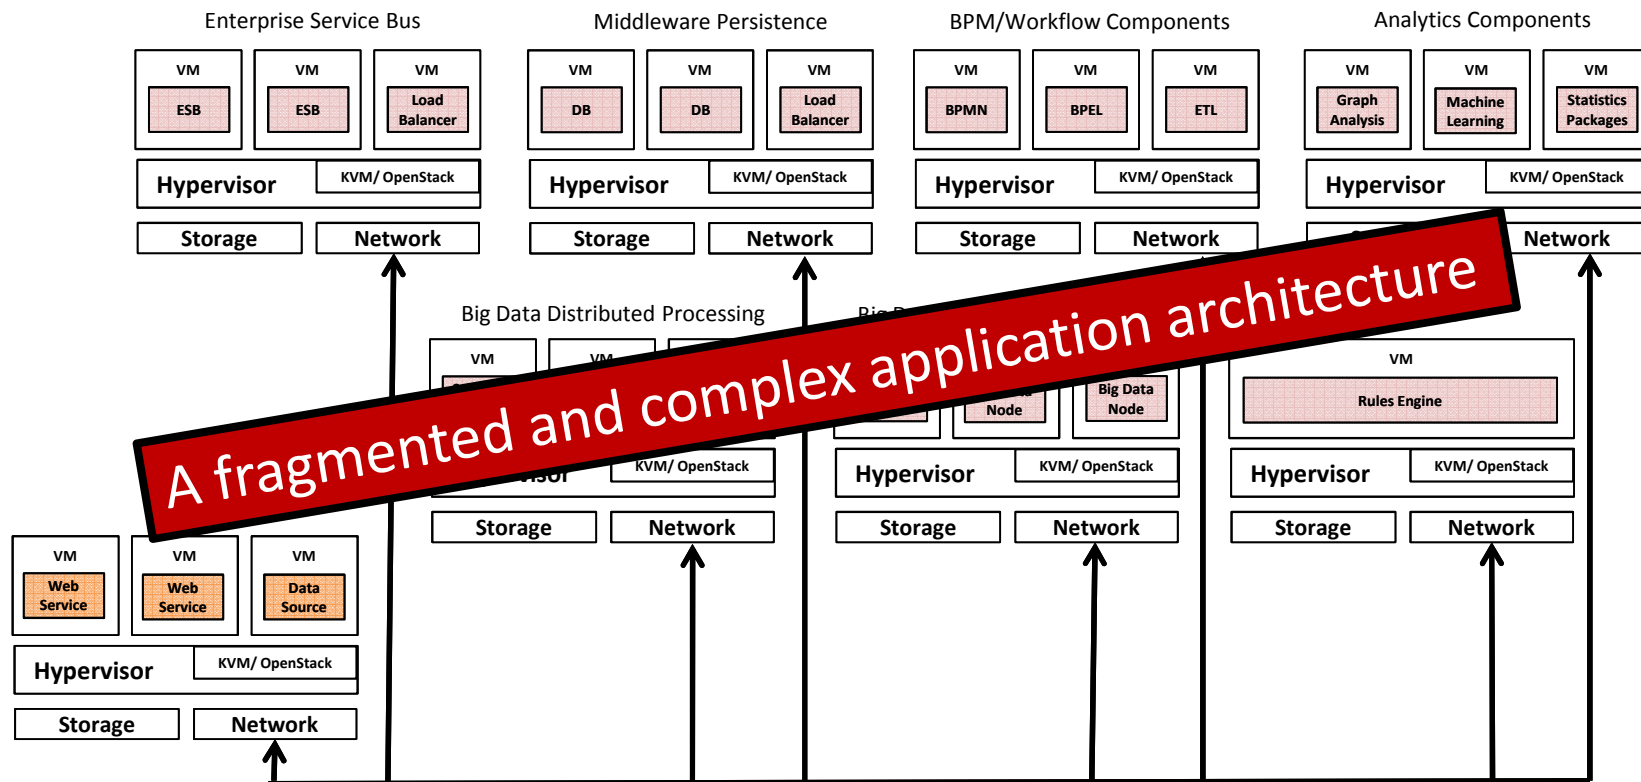 Enterprise Service Bus
Middleware Persistence
BPM/Workflow Components
Analytics Components
VM
VM
VM
VM
VM
VM
VM
VM
VM
VM
VM
VM
ESB
ESB
Load
Balancer
DB
DB
Load
Balancer
BPMN
BPEL
ETL
Graph
Analysis
Machine
Learning
Statistics
Packages
Hypervisor
KVM/ OpenStack
Hypervisor
KVM/ OpenStack
Hypervisor
KVM/ OpenStack
Hypervisor
KVM/ OpenStack
Storage
Network
Storage
Network
Storage
Network
Network
A fragmented and complex application architecture
Big Data Distributed Processing
VM
VM
VM
Node
Big Data
Node
Rules Engine
KVM/ OpenStack
Hypervisor
KVM/ OpenStack
Hypervisor
KVM/ OpenStack
Storage
Network
Storage
Network
Storage
Network
VM
VM
VM
Web
Service
Web
Service
Data
Source
Hypervisor
KVM/ OpenStack
Storage
Network